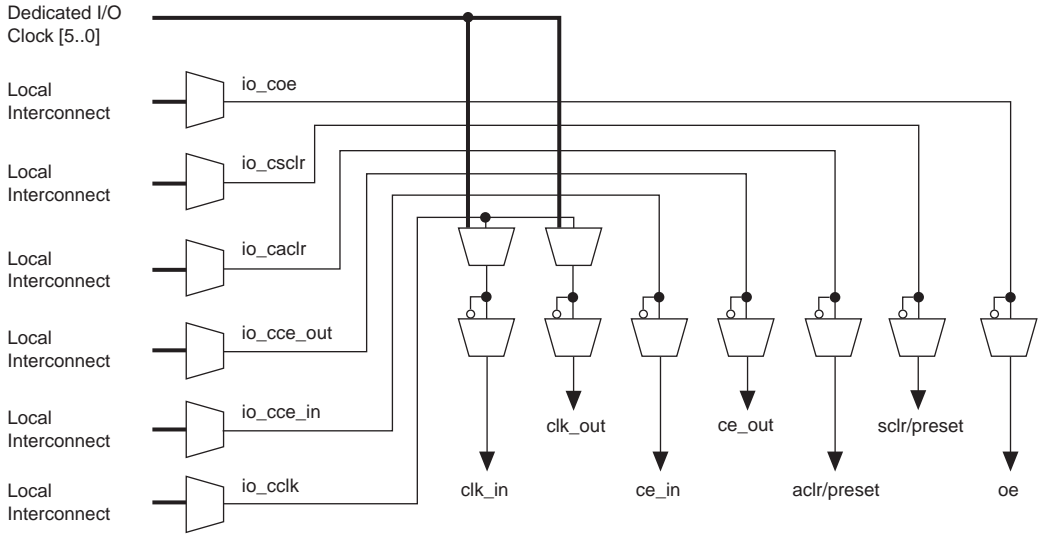 Dedicated I/O
Clock [5..0]
Local
Interconnect
io_coe
Local
Interconnect
io_csclr
Local
Interconnect
io_caclr
Local
Interconnect
io_cce_out
Local
Interconnect
io_cce_in
Local
Interconnect
io_cclk
clk_out
ce_out
sclr/preset
clk_in
ce_in
aclr/preset
oe